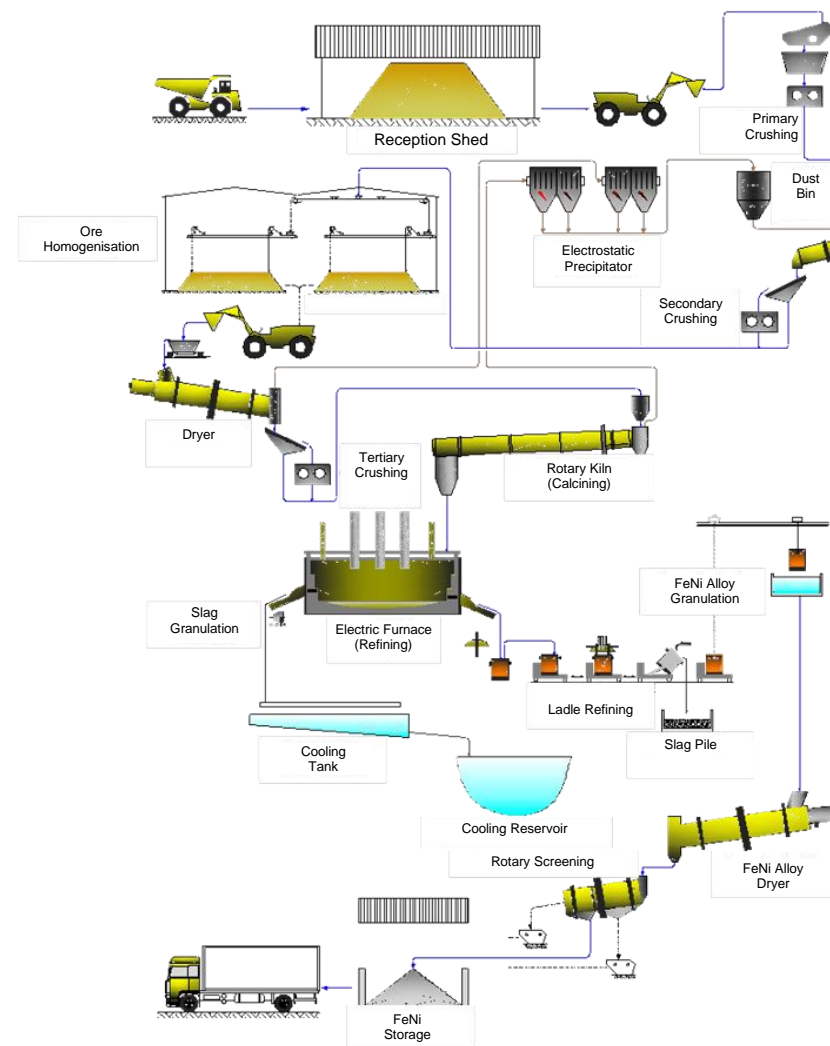 Reception Shed
Primary
Crushing
Dust
Bin
Ore
Homogenisation
Electrostatic
Precipitator
Secondary
Crushing
Dryer
Tertiary
Crushing
Rotary Kiln
(Calcining)
Slag
Granulation
Electric Furnace
(Refining)
FeNi Alloy
Granulation
Ladle Refining
Slag Pile
Cooling
Tank
Cooling Reservoir
Rotary Screening
FeNi Alloy
Dryer
FeNi
Storage